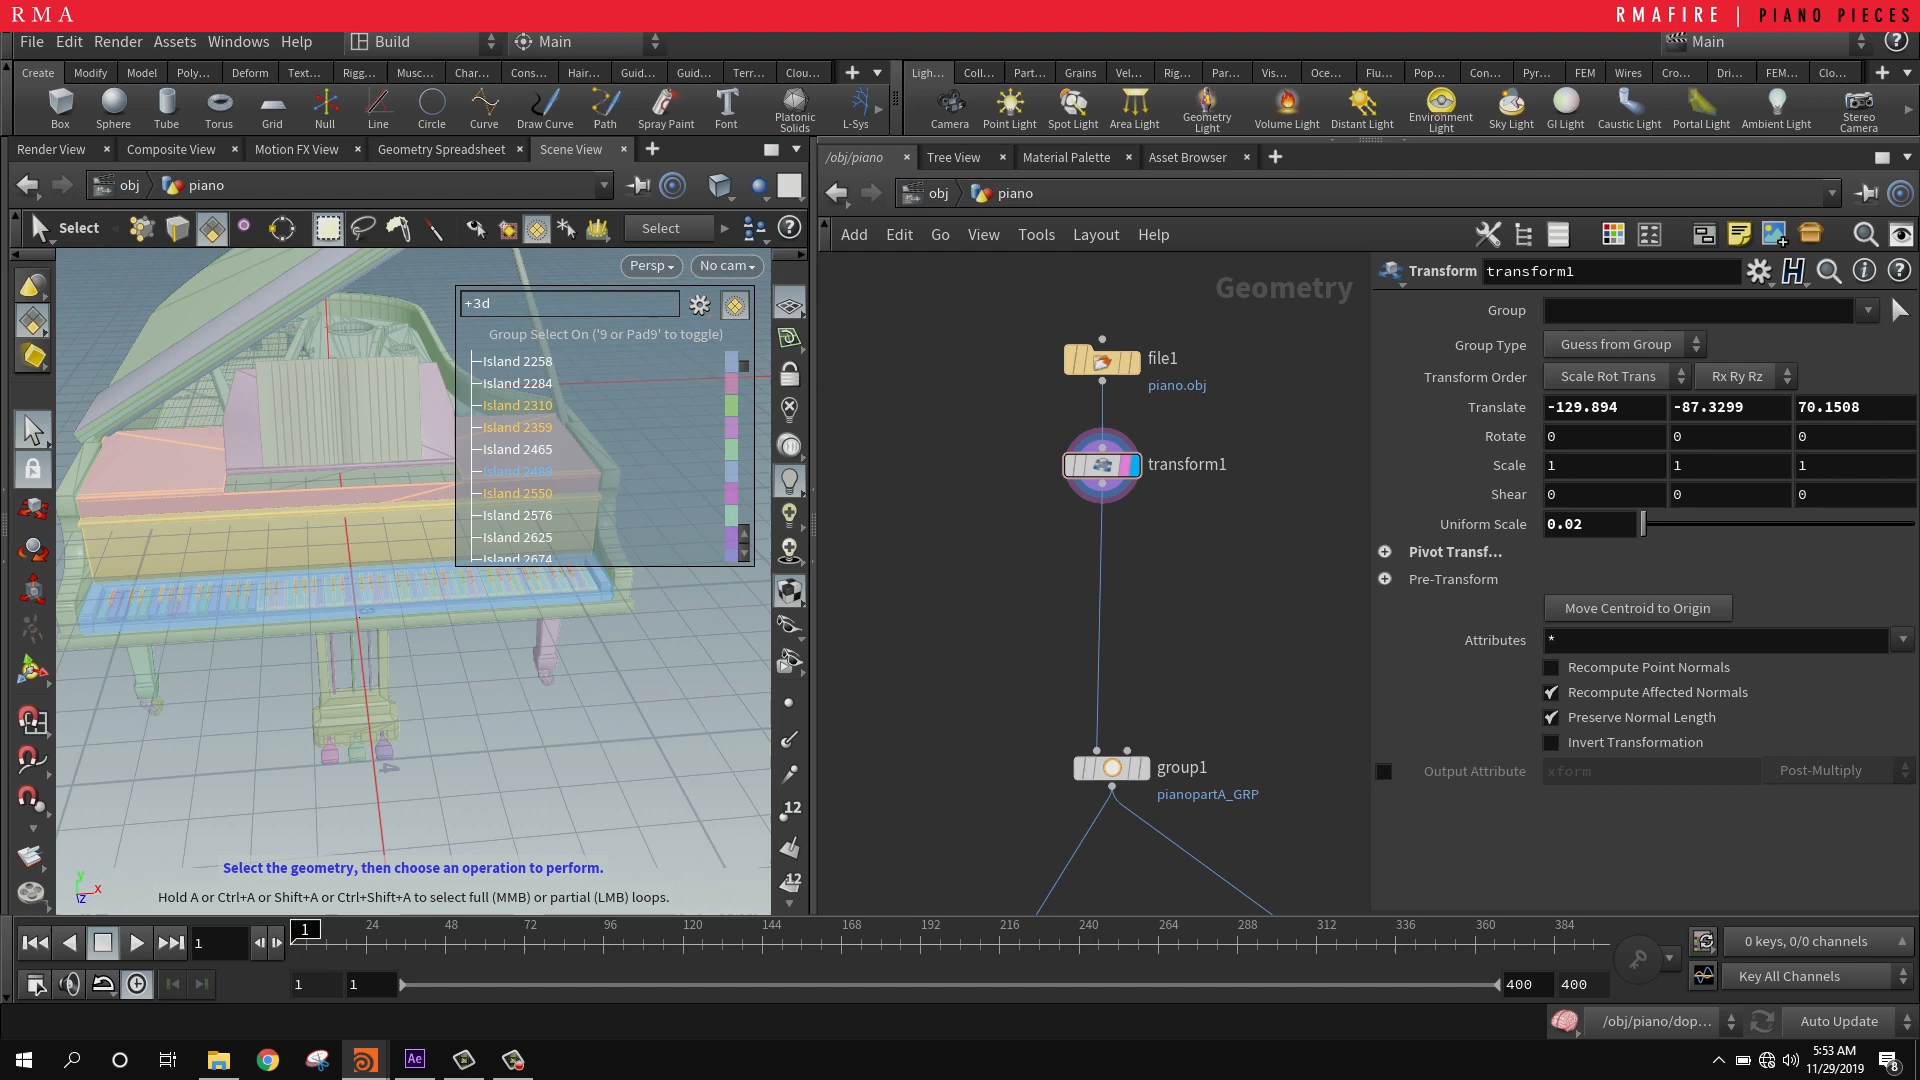 RMA
RMAFIRE | PIANO PIECES
File Edit Render Assets Windows Help Build Main Main
Create Modify Model Poly... Deform Text... Rigg... Musc... Char... Cons... Hair... Guid... Guid... Terr... Clou...
Ligh... Coll... Part... Grains Vel... Rig... Par... Vis... Oce... Flu... Pop... Con... Pyr... FEM Wires Cro... Dri... FEM... Clo...
Box Sphere Tube Torus Grid Null Line Circle Curve Draw Curve Path Spray Paint Font Platonic Solids L-Sys
Camera Point Light Spot Light Area Light Geometry Light Volume Light Distant Light Environment Light Sky Light GI Light Caustic Light Portal Light Ambient Light Stereo Camera
Render View Composite View Motion FX View Geometry Spreadsheet Scene View
/obj/piano Tree View Material Palette Asset Browser
obj piano
obj piano
Select Select
Add Edit Go View Tools Layout Help
Persp No cam
+3d
Group Select On ('9 or Pad9' to toggle)
Island 2258
Island 2284
Island 2310
Island 2359
Island 2465
Island 2489
Island 2550
Island 2576
Island 2625
Island 2674
12
12
y
x
z
Select the geometry, then choose an operation to perform.
Hold A or Ctrl+A or Shift+A or Ctrl+Shift+A to select full (MMB) or partial (LMB) loops.
Geometry
file1
piano.obj
transform1
group1
pianopartA_GRP
Transform transform1
Group
Group Type Guess from Group
Transform Order Scale Rot Trans Rx Ry Rz
Translate -129.894 -87.3299 70.1508
Rotate 0 0 0
Scale 1 1 1
Shear 0 0 0
Uniform Scale 0.02
Pivot Transf...
Pre-Transform
Move Centroid to Origin
Attributes *
Recompute Point Normals
Recompute Affected Normals
Preserve Normal Length
Invert Transformation
Output Attribute xform Post-Multiply
1 1 24 48 72 96 120 144 168 192 216 240 264 288 312 336 360 384
0 keys, 0/0 channels
1 1 400 400 Key All Channels
/obj/piano/dop... Auto Update
Ae
5:53 AM
11/29/2019
8